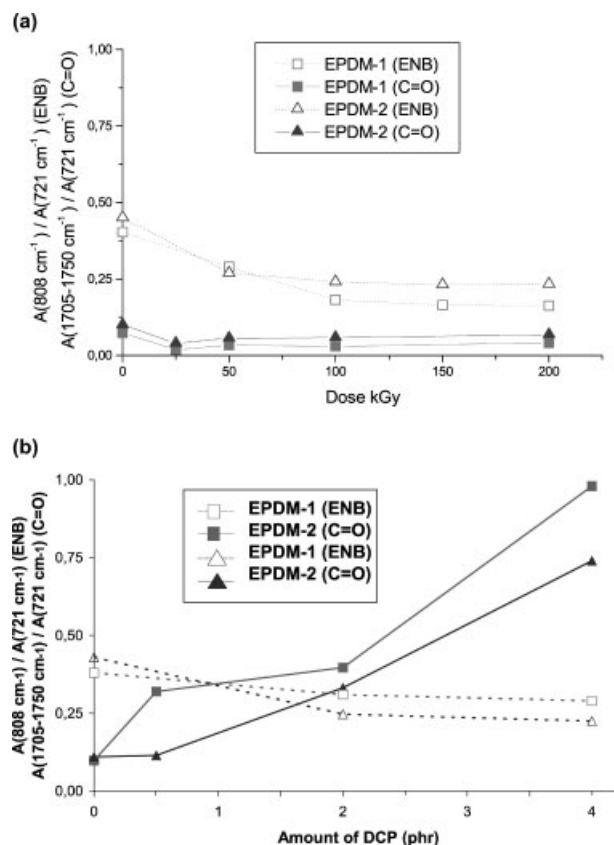 (a)
A(808 cm⁻¹) / A(721 cm⁻¹) (ENB)
A(1705-1750 cm⁻¹) / A(721 cm⁻¹) (C=O)
1,00
0,75
0,50
0,25
0,00
EPDM-1 (ENB)
EPDM-1 (C=O)
EPDM-2 (ENB)
EPDM-2 (C=O)
0 50 100 150 200
Dose kGy
(b)
A(808 cm-1) / A(721 cm-1) (ENB)
A(1705-1750 cm-1) / A(721 cm-1) (C=O)
1,00
0,75
0,50
0,25
0,00
EPDM-1 (ENB)
EPDM-2 (C=O)
EPDM-1 (ENB)
EPDM-2 (C=O)
0 1 2 3 4
Amount of DCP (phr)